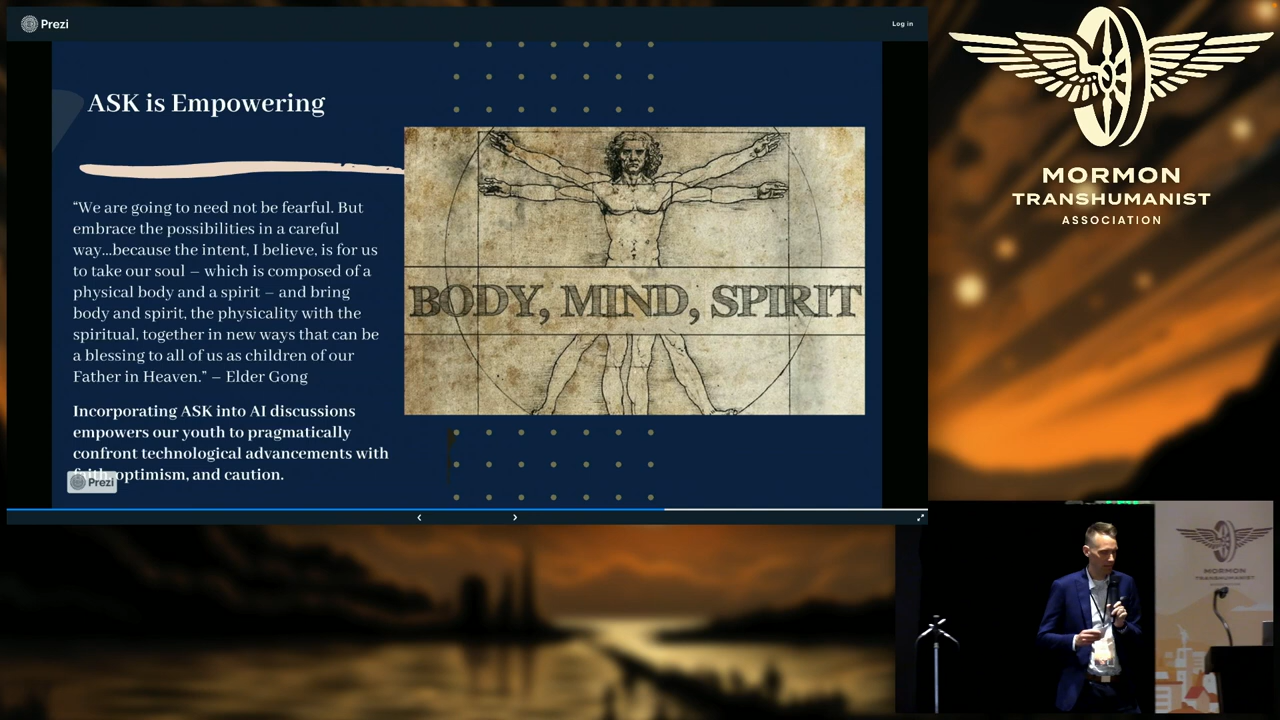 Prezi
Log in
ASK is Empowering
“We are going to need not be fearful. But
embrace the possibilities in a careful
way...because the intent, I believe, is for us
to take our soul – which is composed of a
physical body and a spirit – and bring
body and spirit, the physicality with the
spiritual, together in new ways that can be
a blessing to all of us as children of our
Father in Heaven.” – Elder Gong
Incorporating ASK into AI discussions
empowers our youth to pragmatically
confront technological advancements with
faith, optimism, and caution.
Prezi
BODY, MIND, SPIRIT
MORMON
TRANSHUMANIST
ASSOCIATION
MORMON
TRANSHUMANIST